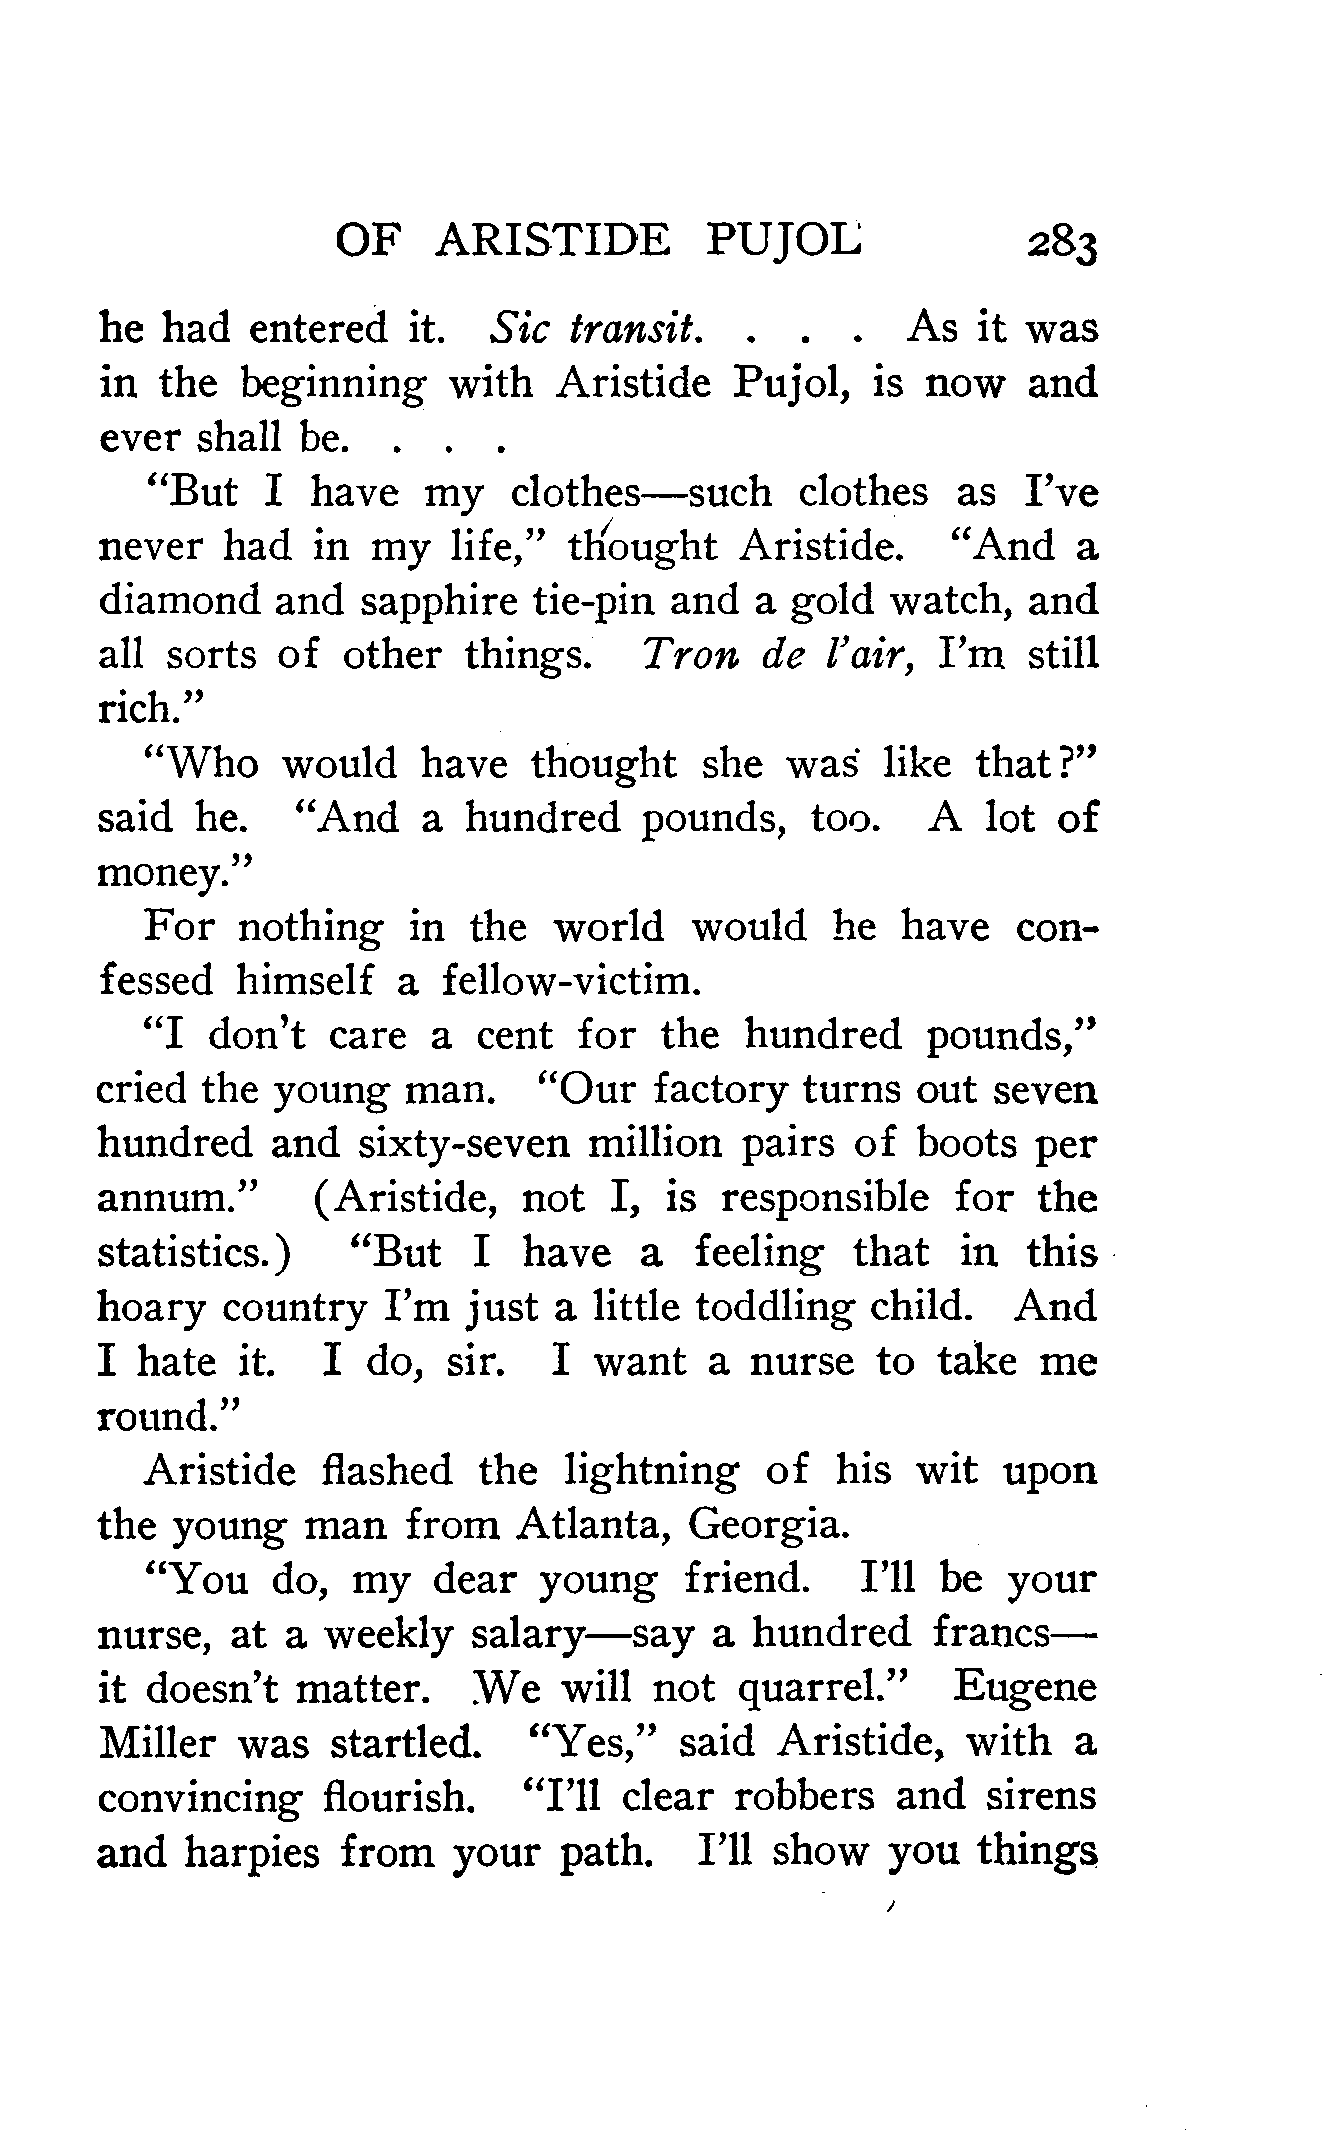 OF ARISTIDE PUJOL 283
he had entered it. Sic transit. . . . As it was
in the beginning with Aristide Pujol, is now and
ever shall be. . . .
“But I have my clothes—such clothes as I’ve
never had in my life,” thought Aristide. “And a
diamond and sapphire tie-pin and a gold watch, and
all sorts of other things. Tron de l’air, I’m still
rich.”
“Who would have thought she was like that?”
said he. “And a hundred pounds, too. A lot of
money.”
For nothing in the world would he have con-
fessed himself a fellow-victim.
“I don’t care a cent for the hundred pounds,”
cried the young man. “Our factory turns out seven
hundred and sixty-seven million pairs of boots per
annum.” (Aristide, not I, is responsible for the
statistics.) “But I have a feeling that in this
hoary country I’m just a little toddling child. And
I hate it. I do, sir. I want a nurse to take me
round.”
Aristide flashed the lightning of his wit upon
the young man from Atlanta, Georgia.
“You do, my dear young friend. I’ll be your
nurse, at a weekly salary—say a hundred francs—
it doesn’t matter. We will not quarrel.” Eugene
Miller was startled. “Yes,” said Aristide, with a
convincing flourish. “I’ll clear robbers and sirens
and harpies from your path. I’ll show you things